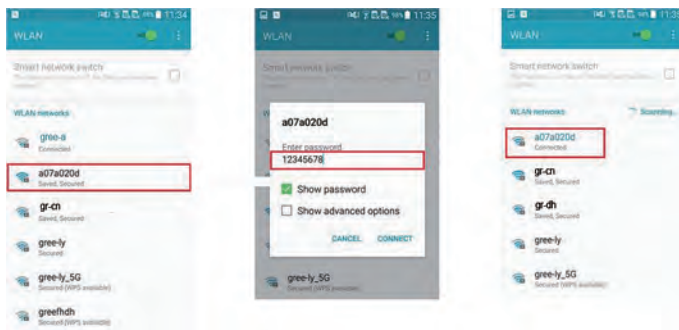 11:34
WLAN
Smart network switch
WLAN networks
gree-a
Connected
a07a020d
Saved, Secured
gr-cn
Saved, Secured
gree-ly
Secured
gree-ly_5G
Secured (WPS available)
greefhdh
Secured (WPS available)
11:35
WLAN
Smart network switch
a07a020d
Enter password
12345678
Show password
Show advanced options
CANCEL CONNECT
gree-ly_5G
Secured (WPS available)
WLAN
Smart network switch
WLAN networks
Scanning...
a07a020d
Connected
gr-cn
Saved, Secured
gr-dh
Saved, Secured
gree-ly
Secured
gree-ly_5G
Secured (WPS available)